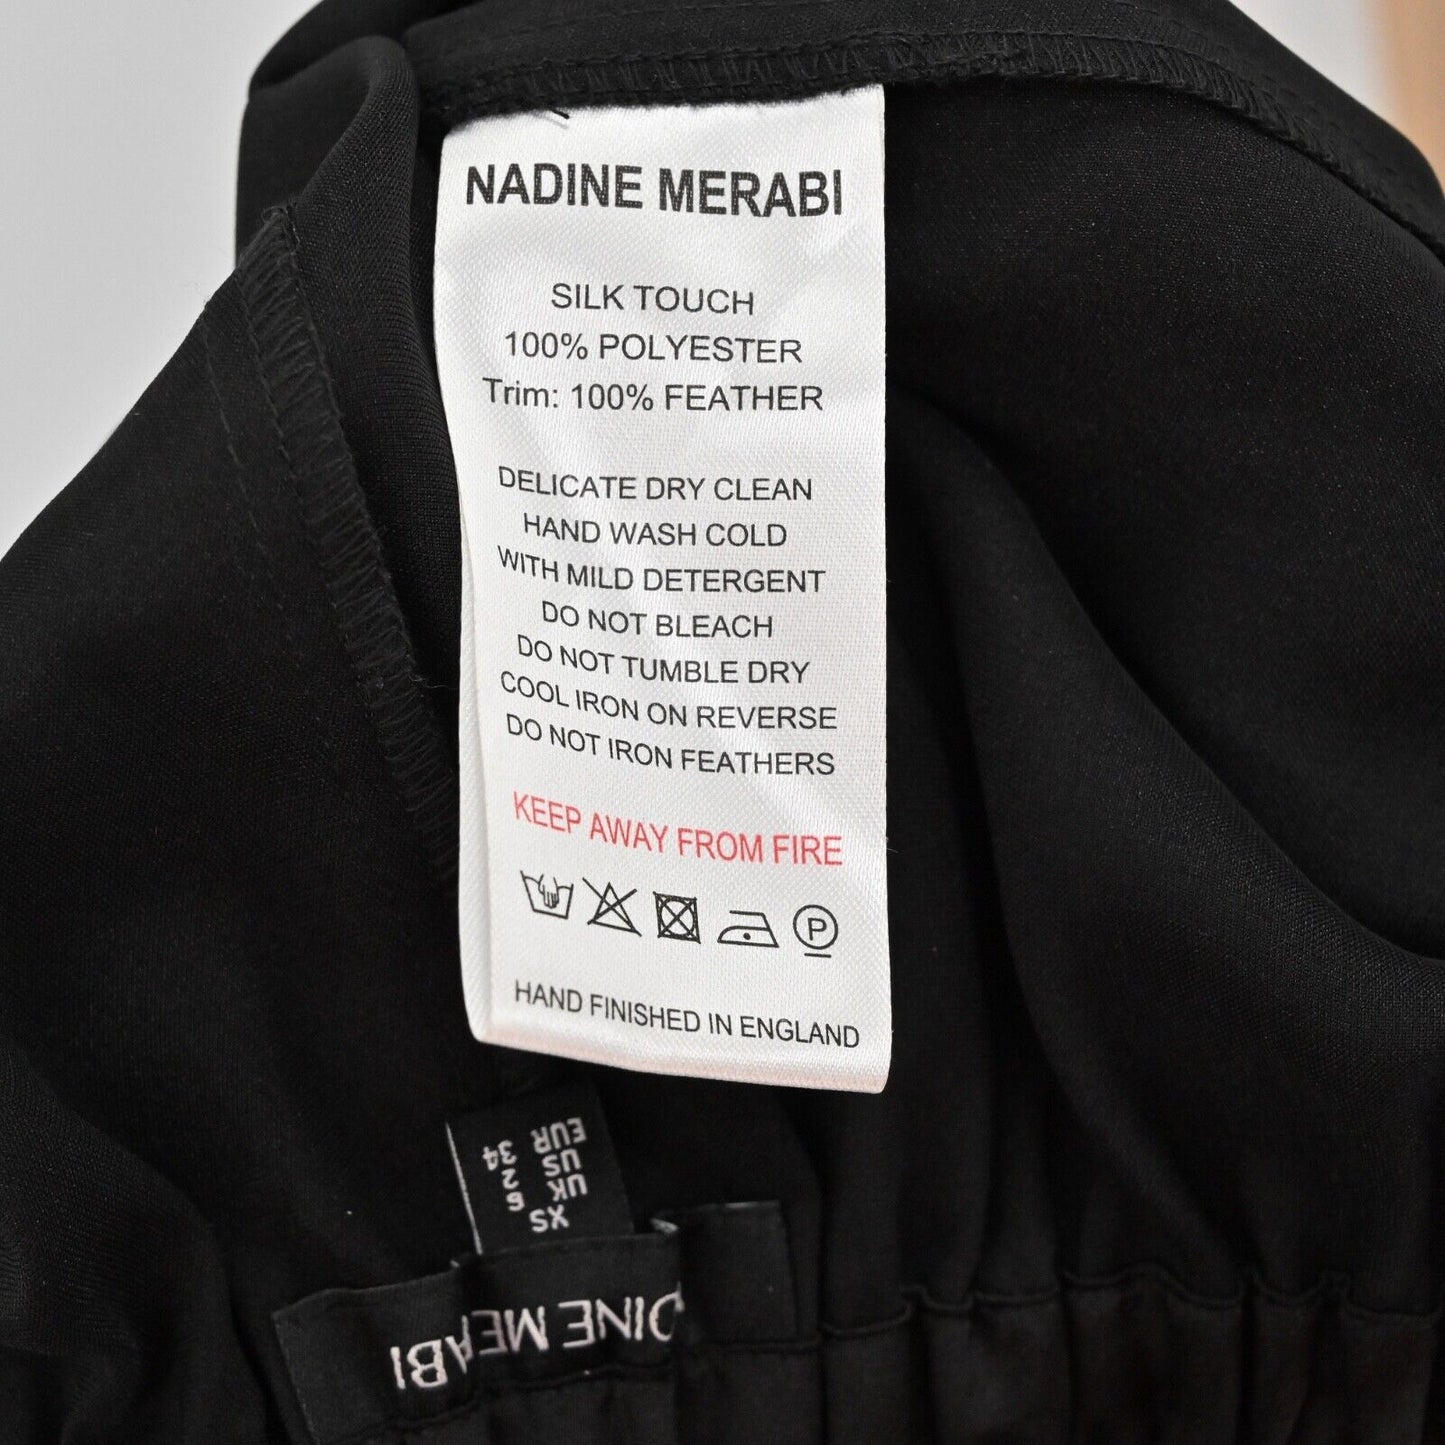 NADINE MERABI
SILK TOUCH
100% POLYESTER
Trim: 100% FEATHER
DELICATE DRY CLEAN
HAND WASH COLD
WITH MILD DETERGENT
DO NOT BLEACH
DO NOT TUMBLE DRY
COOL IRON ON REVERSE
DO NOT IRON FEATHERS
KEEP AWAY FROM FIRE
P
HAND FINISHED IN ENGLAND
XS
UK 6
US 2
EUR 34
DINE MERABI